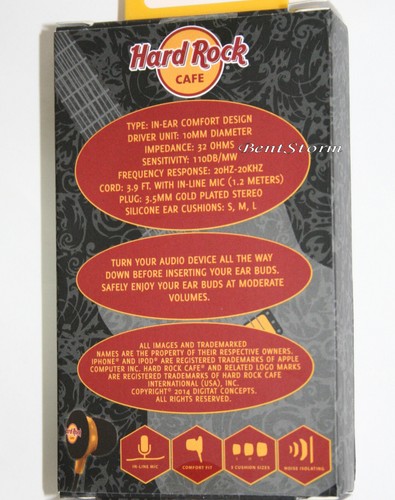 Hard Rock
CAFE
TYPE: IN-EAR COMFORT DESIGN
DRIVER UNIT: 10MM DIAMETER
IMPEDANCE: 32 OHMS
BentStorm
SENSITIVITY: 110DB/MW
FREQUENCY RESPONSE: 20HZ-20KHZ
CORD: 3.9 FT. WITH IN-LINE MIC (1.2 METERS)
PLUG: 3.5MM GOLD PLATED STEREO
SILICONE EAR CUSHIONS: S, M, L
TURN YOUR AUDIO DEVICE ALL THE WAY
DOWN BEFORE INSERTING YOUR EAR BUDS.
SAFELY ENJOY YOUR EAR BUDS AT MODERATE
VOLUMES.
ALL IMAGES AND TRADEMARKED
NAMES ARE THE PROPERTY OF THEIR RESPECTIVE OWNERS.
IPHONE® AND IPOD® ARE REGISTERED TRADEMARKS OF APPLE
COMPUTER INC. HARD ROCK CAFE® AND RELATED LOGO MARKS
ARE REGISTERED TRADEMARKS OF HARD ROCK CAFE
INTERNATIONAL (USA), INC.
COPYRIGHT® 2014 DIGITAT CONCEPTS.
ALL RIGHTS RESERVED.
Hard Rock
IN-LINE MIC
COMFORT FIT
3 CUSHION SIZES
NOISE ISOLATING